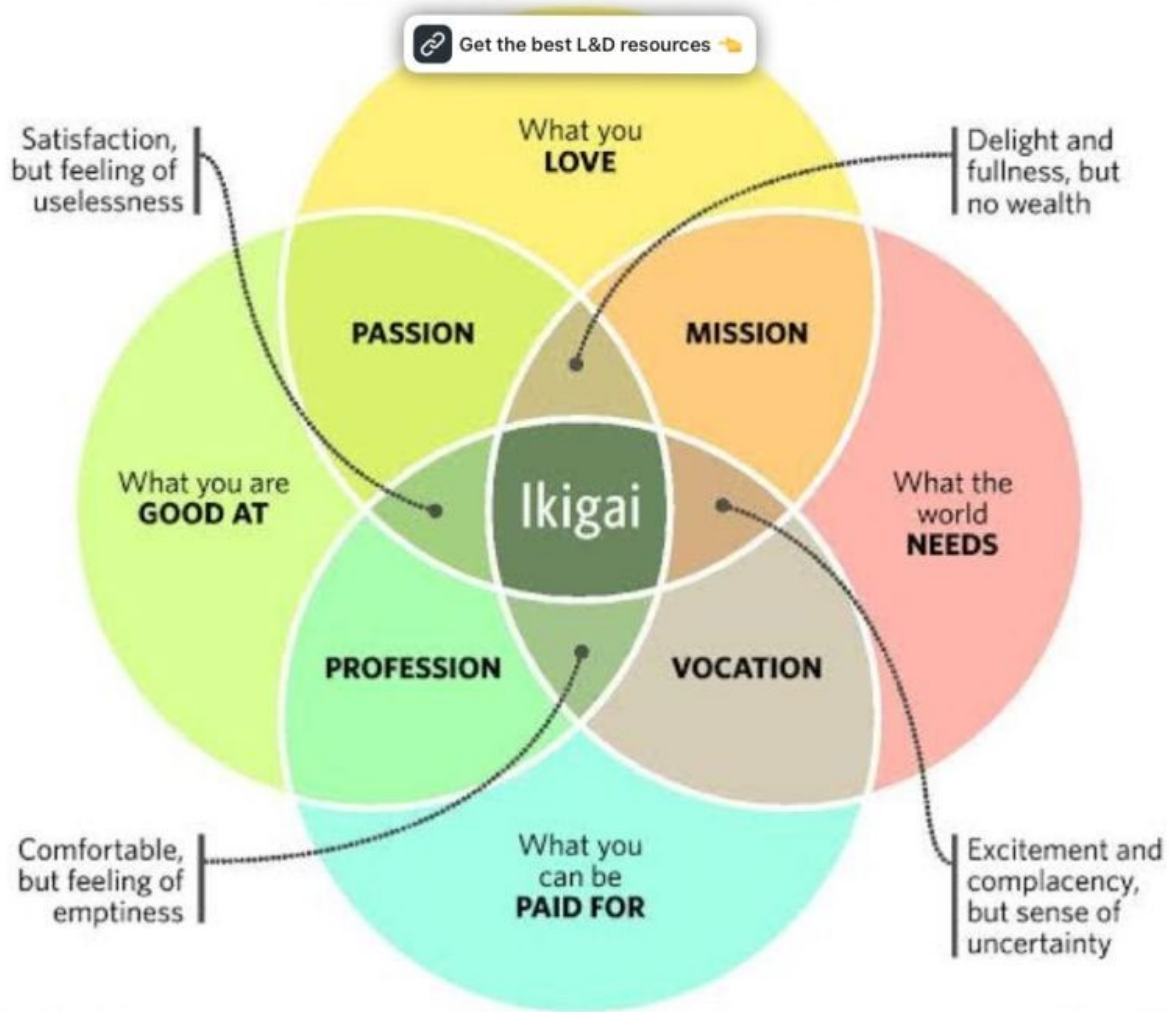 Get the best L&D resources 👈
What you
LOVE
Satisfaction,
but feeling of
uselessness
Delight and
fullness, but
no wealth
PASSION
MISSION
What you are
GOOD AT
Ikigai
What the
world
NEEDS
PROFESSION
VOCATION
What you
can be
PAID FOR
Comfortable,
but feeling of
emptiness
Excitement and
complacency,
but sense of
uncertainty